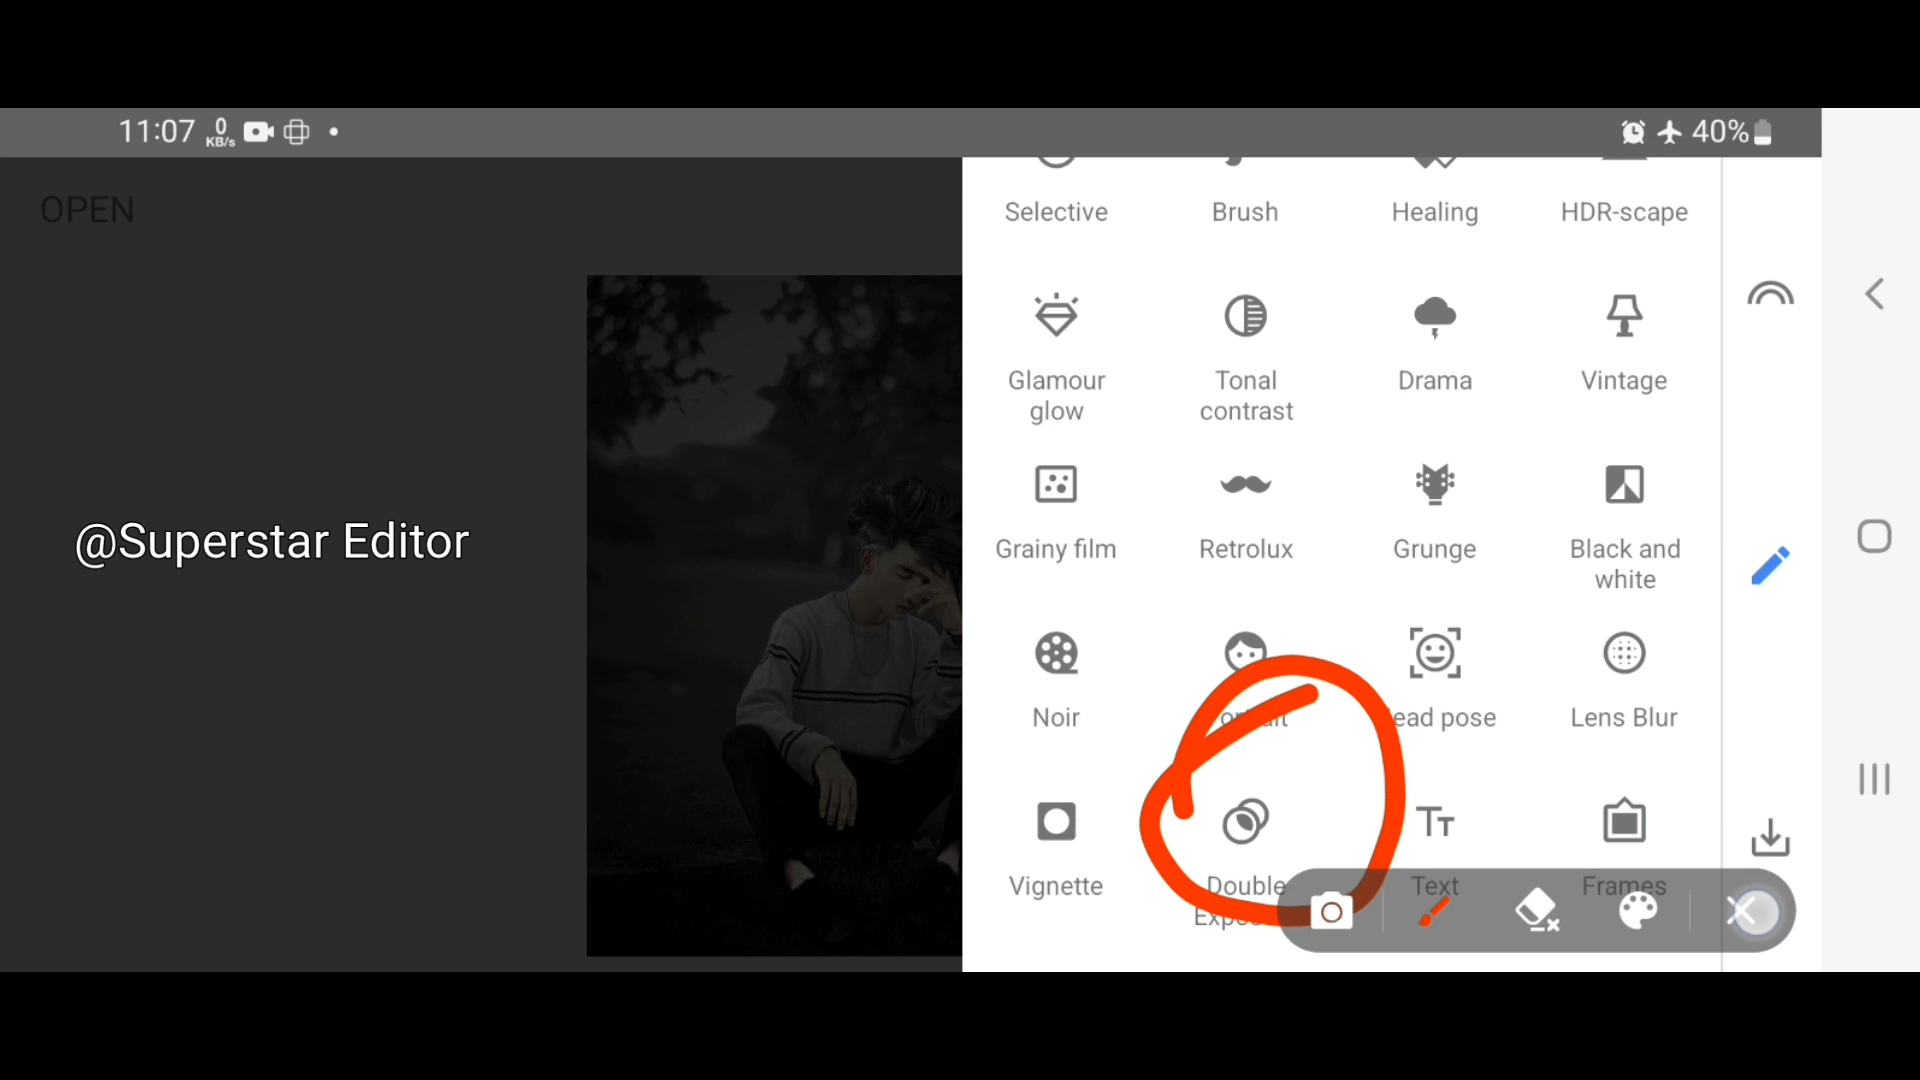 11:07 0 KB/s 40%
OPEN
Selective Brush Healing HDR-scape
Glamour glow
Tonal contrast
Drama Vintage
@Superstar Editor
Grainy film Retrolux Grunge
Black and white
Noir Lens Blur
pose
Vignette Double Text Frames